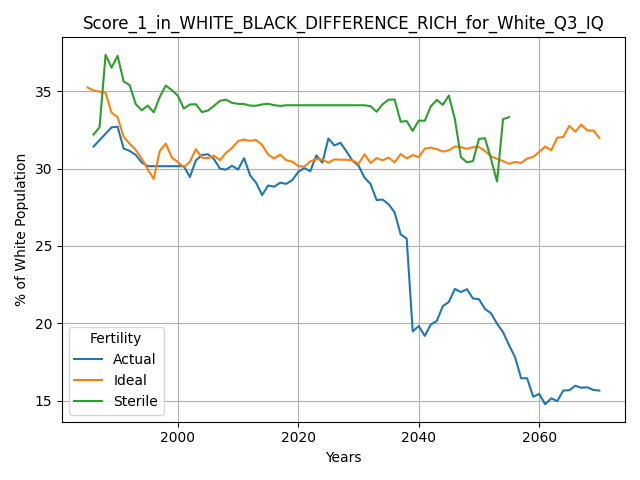 Score_1_in_WHITE_BLACK_DIFFERENCE_RICH_for_White_Q3_IQ
% of White Population
35
30
25
20
15
Fertility
Actual
Ideal
Sterile
2000
2020
2040
2060
Years